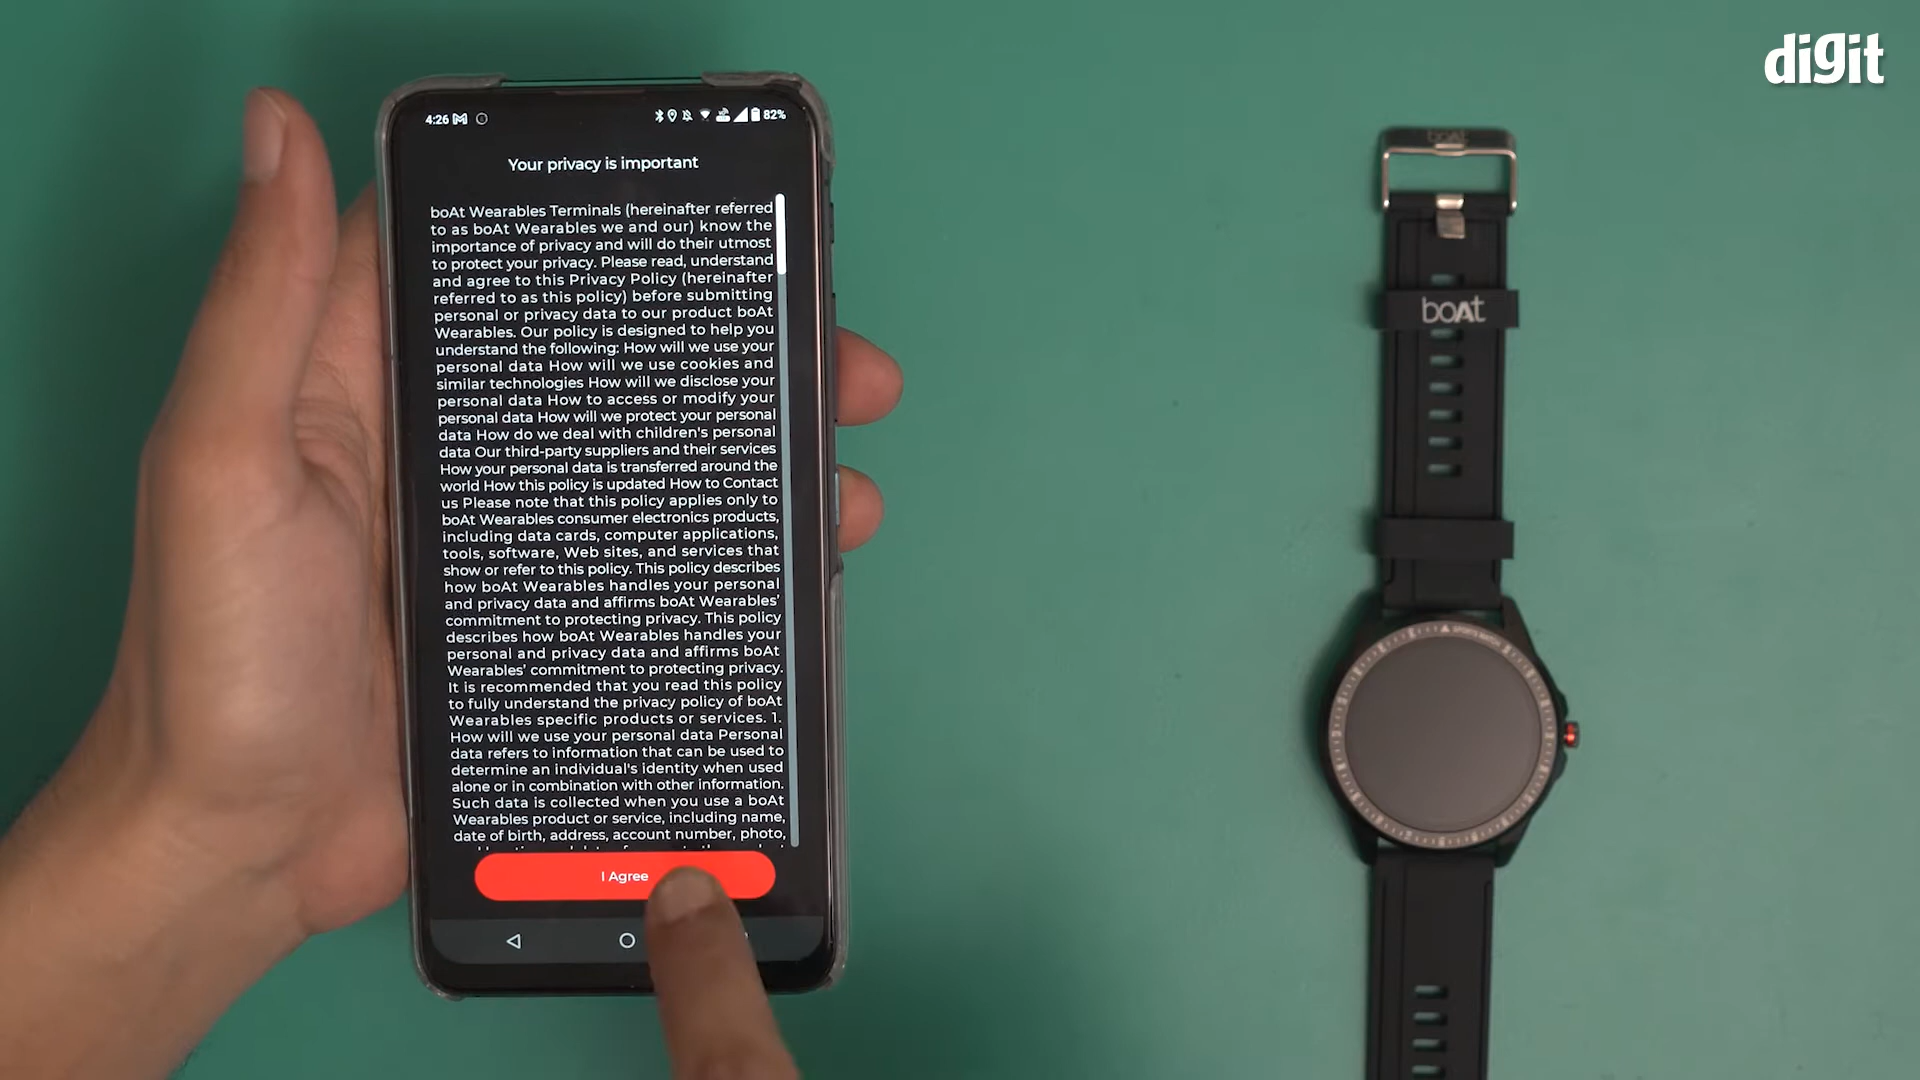 digit
4:26
82%
Your privacy is important
boAt Wearables Terminals (hereinafter referred
to as boAt Wearables we and our) know the
importance of privacy and will do their utmost
to protect your privacy. Please read, understand
and agree to this Privacy Policy (hereinafter
referred to as this policy) before submitting
personal or privacy data to our product boAt
Wearables. Our policy is designed to help you
understand the following: How will we use your
personal data How will we use cookies and
similar technologies How will we disclose your
personal data How to access or modify your
personal data How will we protect your personal
data How do we deal with children's personal
data Our third-party suppliers and their services
How your personal data is transferred around the
world How this policy is updated How to Contact
us Please note that this policy applies only to
boAt Wearables consumer electronics products,
including data cards, computer applications,
tools, software, Web sites, and services that
show or refer to this policy. This policy describes
how boAt Wearables handles your personal
and privacy data and affirms boAt Wearables'
commitment to protecting privacy. This policy
describes how boAt Wearables handles your
personal and privacy data and affirms boAt
Wearables' commitment to protecting privacy.
It is recommended that you read this policy
to fully understand the privacy policy of boAt
Wearables specific products or services. 1.
How will we use your personal data Personal
data refers to information that can be used to
determine an individual's identity when used
alone or in combination with other information.
Such data is collected when you use a boAt
Wearables product or service, including name,
date of birth, address, account number, photo,
I Agree
boAt
boAt
SPORTS WATCH